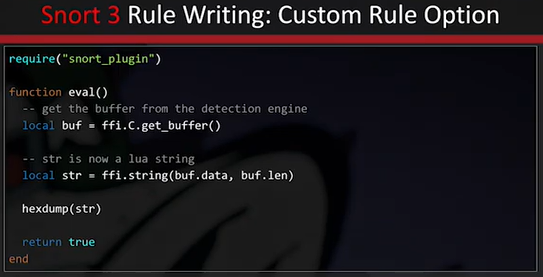 Snort 3 Rule Writing: Custom Rule Option
require("snort_plugin")
function eval()
-- get the buffer from the detection engine
local buf = ffi.C.get_buffer()
-- str is now a lua string
local str = ffi.string(buf.data, buf.len)
hexdump(str)
return true
end